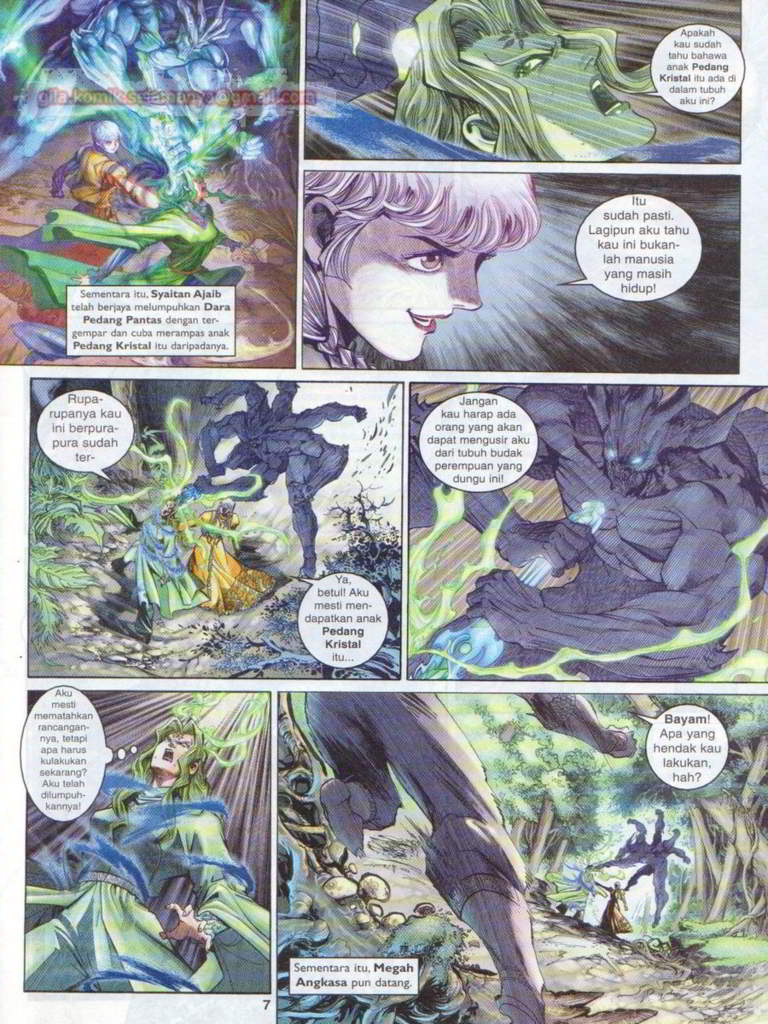 gila-komikselamanya@gmail.com
Sementara itu, Syaitan Ajaib
telah berjaya melumpuhkan Dara
Pedang Pantas dengan ter-
gempar dan cuba merampas anak
Pedang Kristal itu daripadanya.
Apakah
kau sudah
tahu bahawa
anak Pedang
Kristal itu ada di
dalam tubuh
aku ini?
Itu
sudah pasti.
Lagipun aku tahu
kau ini bukan-
lah manusia
yang masih
hidup!
Rupa-
rupanya kau
ini berpura-
pura sudah
ter-
Ya,
betul! Aku
mesti men-
dapatkan anak
Pedang
Kristal
itu...
Jangan
kau harap ada
orang yang akan
dapat mengusir aku
dari tubuh budak
perempuan yang
dungu ini!
Aku
mesti
mematahkan
rancangan-
nya, tetapi
apa harus
kulakukan
sekarang?
Aku telah
dilumpuh-
kannya!
Bayam!
Apa yang
hendak kau
lakukan,
hah?
Sementara itu, Megah
Angkasa pun datang.
7